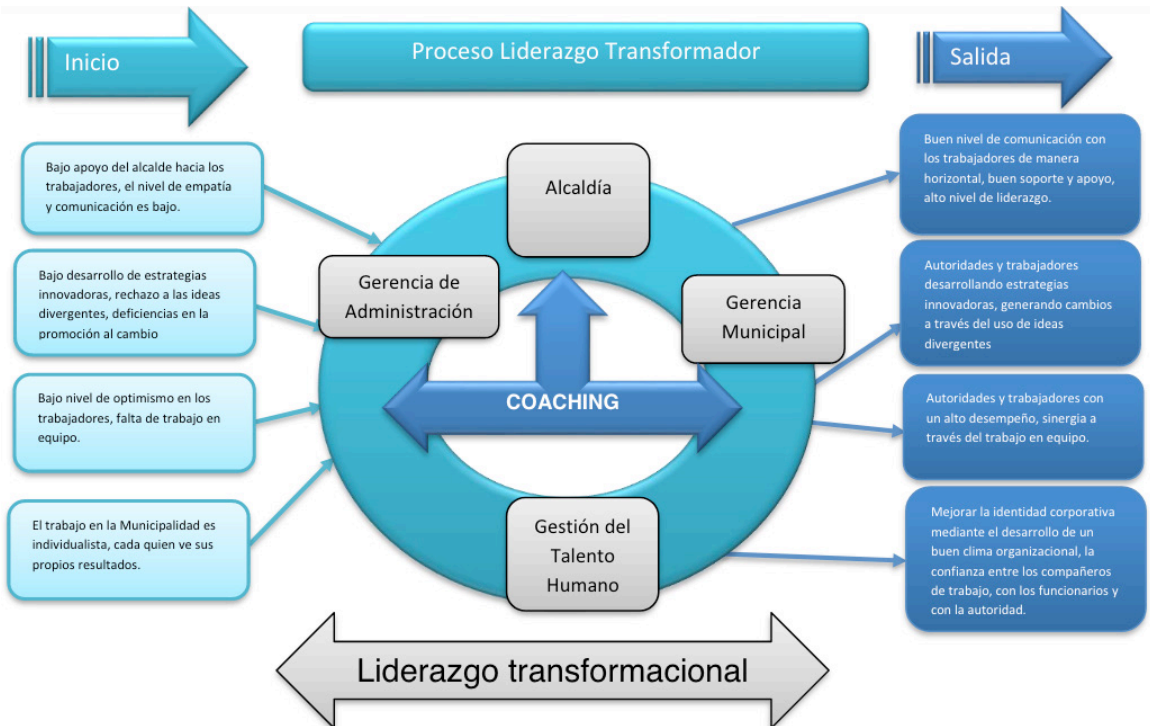 Inicio
Proceso Liderazgo Transformador
Salida
Bajo apoyo del alcalde hacia los
trabajadores, el nivel de empatía
y comunicación es bajo.
Bajo desarrollo de estrategias
innovadoras, rechazo a las ideas
divergentes, deficiencias en la
promoción al cambio
Bajo nivel de optimismo en los
trabajadores, falta de trabajo en
equipo.
El trabajo en la Municipalidad es
individualista, cada quien ve sus
propios resultados.
Alcaldía
Gerencia de
Administración
Gerencia
Municipal
COACHING
Gestión del
Talento
Humano
Buen nivel de comunicación con
los trabajadores de manera
horizontal, buen soporte y apoyo,
alto nivel de liderazgo.
Autoridades y trabajadores
desarrollando estrategias
innovadoras, generando cambios
a través del uso de ideas
divergentes
Autoridades y trabajadores con
un alto desempeño, sinergia a
través del trabajo en equipo.
Mejorar la identidad corporativa
mediante el desarrollo de un
buen clima organizacional, la
confianza entre los compañeros
de trabajo, con los funcionarios y
con la autoridad.
Liderazgo transformacional